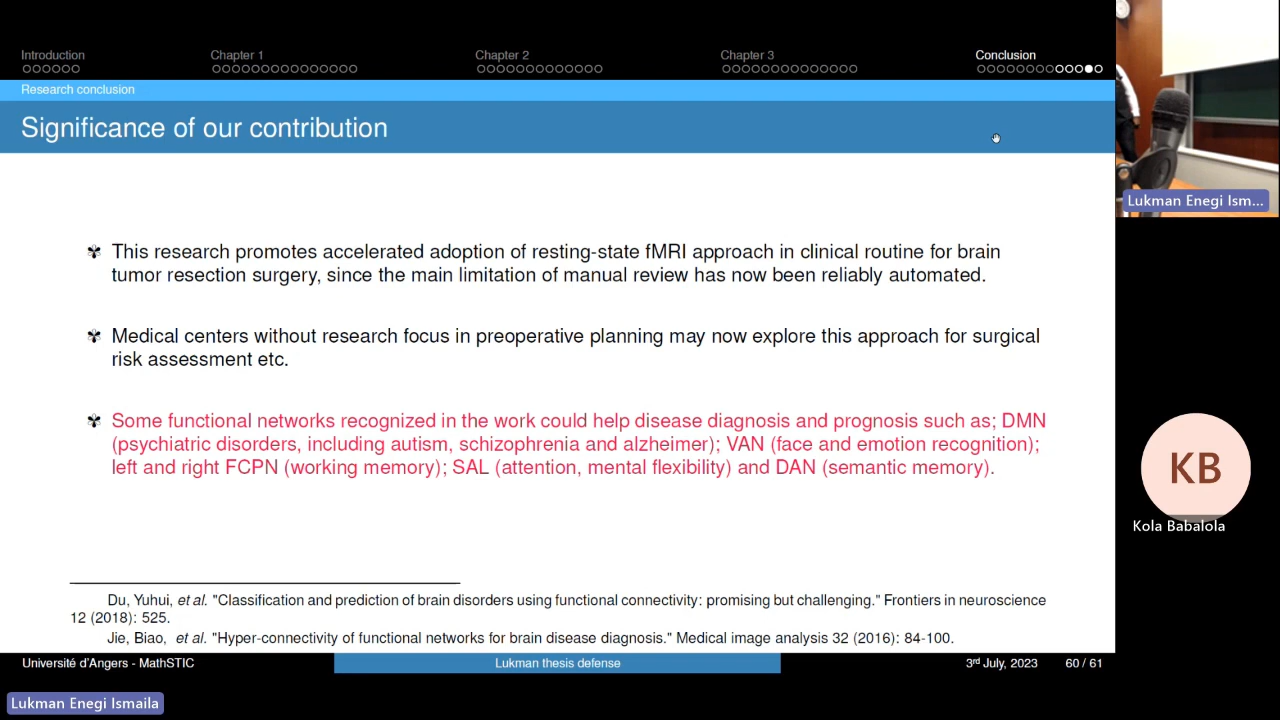 Introduction
Chapter 1
Chapter 2
Chapter 3
Conclusion
Research conclusion
Significance of our contribution
This research promotes accelerated adoption of resting-state fMRI approach in clinical routine for brain
tumor resection surgery, since the main limitation of manual review has now been reliably automated.
Medical centers without research focus in preoperative planning may now explore this approach for surgical
risk assessment etc.
Some functional networks recognized in the work could help disease diagnosis and prognosis such as; DMN
(psychiatric disorders, including autism, schizophrenia and alzheimer); VAN (face and emotion recognition);
left and right FCPN (working memory); SAL (attention, mental flexibility) and DAN (semantic memory).
Du, Yuhui, et al. "Classification and prediction of brain disorders using functional connectivity: promising but challenging." Frontiers in neuroscience
12 (2018): 525.
Jie, Biao, et al. "Hyper-connectivity of functional networks for brain disease diagnosis." Medical image analysis 32 (2016): 84-100.
Université d'Angers - MathSTIC
Lukman thesis defense
3rd July, 2023
60 / 61
Lukman Enegi Ismaila
Lukman Enegi Ism...
KB
Kola Babalola